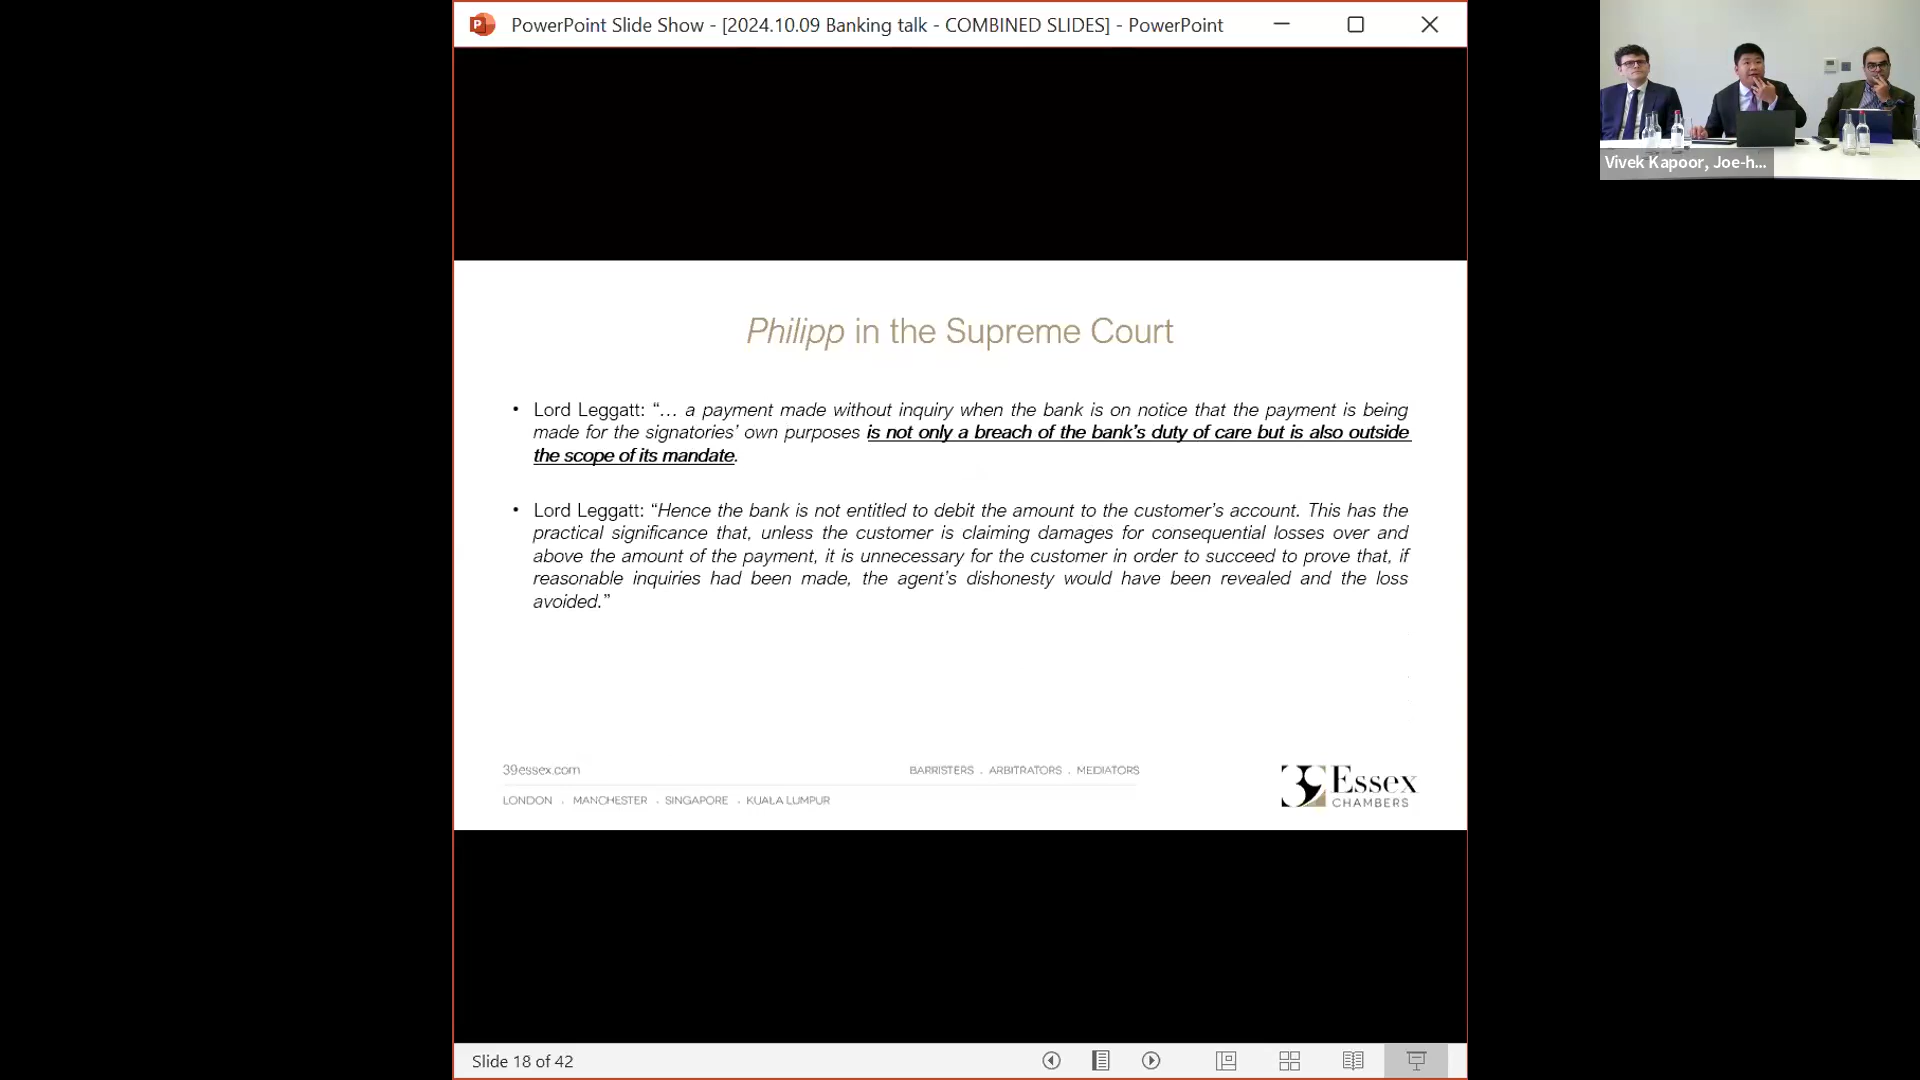 PowerPoint Slide Show - [2024.10.09 Banking talk - COMBINED SLIDES] - PowerPoint
Vivek Kapoor, Joe-h...
Philipp in the Supreme Court
• Lord Leggatt: “… a payment made without inquiry when the bank is on notice that the payment is being
made for the signatories’ own purposes is not only a breach of the bank’s duty of care but is also outside
the scope of its mandate.
• Lord Leggatt: “Hence the bank is not entitled to debit the amount to the customer’s account. This has the
practical significance that, unless the customer is claiming damages for consequential losses over and
above the amount of the payment, it is unnecessary for the customer in order to succeed to prove that, if
reasonable inquiries had been made, the agent’s dishonesty would have been revealed and the loss
avoided.”
39essex.com
BARRISTERS . ARBITRATORS . MEDIATORS
LONDON . MANCHESTER . SINGAPORE . KUALA LUMPUR
39 Essex
CHAMBERS
Slide 18 of 42